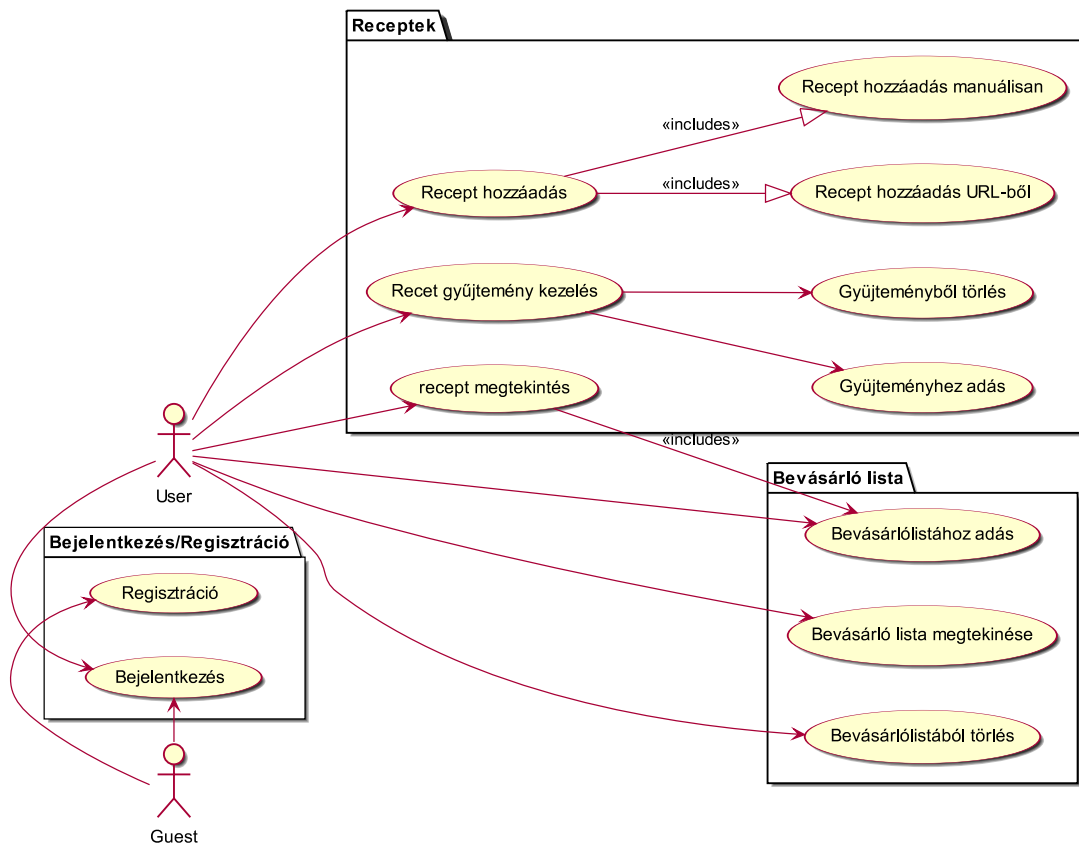 Receptek
Recept hozzáadás manuálisan
«includes»
Recept hozzáadás
«includes»
Recept hozzáadás URL-ből
Recet gyűjtemény kezelés
Gyüjteményből törlés
recept megtekintés
Gyüjteményhez adás
«includes»
User
Bevásárló lista
Bevásárlólistához adás
Bejelentkezés/Regisztráció
Regisztráció
Bevásárló lista megtekinése
Bejelentkezés
Bevásárlólistából törlés
Guest